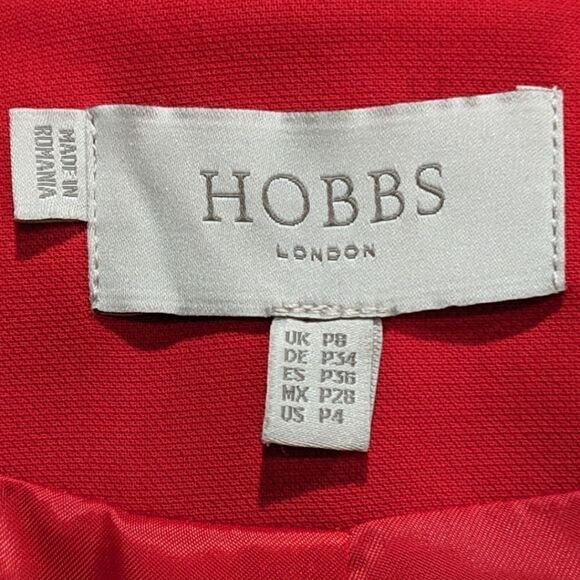 MADE IN
ROMANIA
HOBBS
LONDON
UK P8
DE P34
ES P36
MX P28
US P4